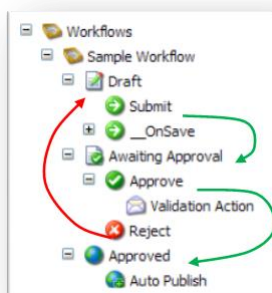 Workflows
Sample Workflow
Draft
Submit
__OnSave
Awaiting Approval
Approve
Validation Action
Reject
Approved
Auto Publish